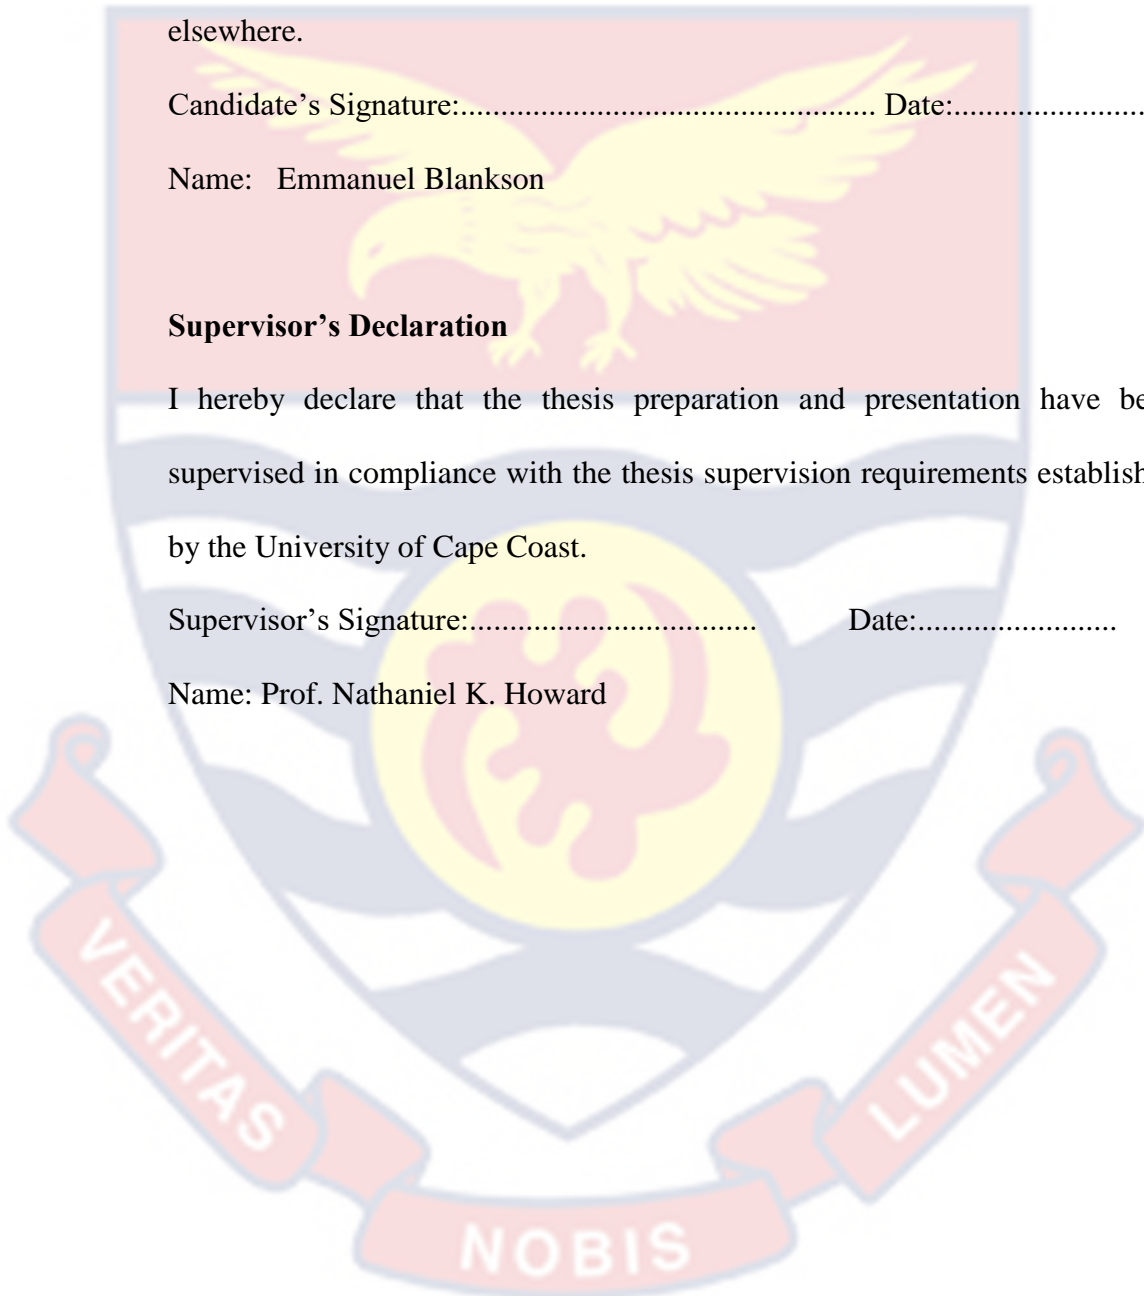 elsewhere.
Candidate’s Signature:.................................................... Date:........................
Name: Emmanuel Blankson
Supervisor’s Declaration
I hereby declare that the thesis preparation and presentation have be
supervised in compliance with the thesis supervision requirements establish
by the University of Cape Coast.
Supervisor’s Signature:.................................... Date:.........................
Name: Prof. Nathaniel K. Howard
VERITAS
NOBIS
LUMEN